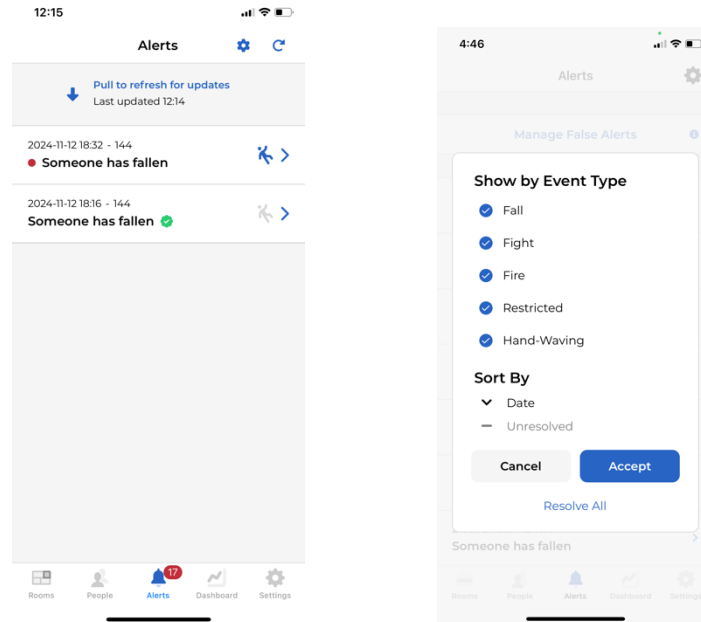 12:15
Alerts
Pull to refresh for updates
Last updated 12:14
2024-11-12 18:32 - 144
Someone has fallen
2024-11-12 18:16 - 144
Someone has fallen
17
Rooms
People
Alerts
Dashboard
Settings
4:46
Alerts
Manage False Alerts
Show by Event Type
Fall
Fight
Fire
Restricted
Hand-Waving
Sort By
Date
Unresolved
Cancel
Accept
Resolve All
Someone has fallen
Rooms
People
Alerts
Dashboard
Settings